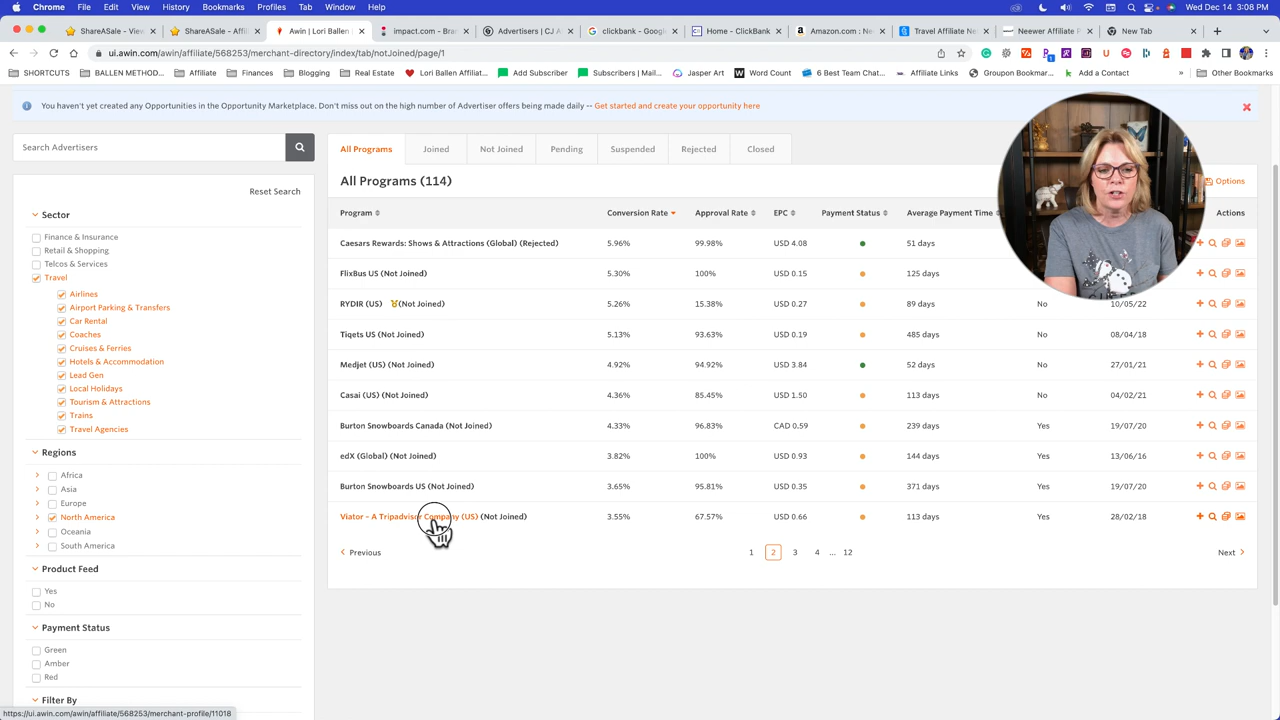 Chrome File Edit View History Bookmarks Profiles Tab Window Help Wed Dec 14 3:08 PM
ShareASale - View
ShareASale - Glob
Awin | Lori Ballen |
impact.com - Bran
Advertisers | CJ A
clickbank - Googl
Home - ClickBank
Amazon.com : Ne
Travel Affiliate Ne
Neewer Affiliate P
New Tab
ui.awin.com/awin/affiliate/568253/merchant-directory/index/tab/notJoined/page/1
SHORTCUTS BALLEN METHOD... Affiliate Finances Blogging Real Estate Lori Ballen Affiliat... Add Subscriber Subscribers | Mail... Jasper Art Word Count 6 Best Team Chat... Affiliate Links Groupon Bookmark... Add a Contact » Other Bookmarks
You haven't yet created any Opportunities in the Opportunity Marketplace. Don't miss out on the high number of Advertiser offers being made daily - Get started and create your opportunity here
Search Advertisers
All Programs Joined Not Joined Pending Suspended Rejected Closed
Reset Search
Sector
Finance & Insurance
Retail & Shopping
Telcos & Services
Travel
Airlines
Airport Parking & Transfers
Car Rental
Coaches
Cruises & Ferries
Hotels & Accommodation
Lead Gen
Local Holidays
Tourism & Attractions
Trains
Travel Agencies
Regions
Africa
Asia
Europe
North America
Oceania
South America
Product Feed
Yes
No
Payment Status
Green
Amber
Red
Filter By
All Programs (114) Options
Program Conversion Rate Approval Rate EPC Payment Status Average Payment Time Actions
Caesars Rewards: Shows & Attractions (Global) (Rejected) 5.96% 99.98% USD 4.08 51 days
FlixBus US (Not Joined) 5.30% 100% USD 0.15 125 days
RYDIR (US) (Not Joined) 5.26% 15.38% USD 0.27 89 days No 10/05/22
Tiqets US (Not Joined) 5.13% 93.63% USD 0.19 485 days No 08/04/18
Medjet (US) (Not Joined) 4.92% 94.92% USD 3.84 52 days No 27/01/21
Casai (US) (Not Joined) 4.36% 85.45% USD 1.50 113 days No 04/02/21
Burton Snowboards Canada (Not Joined) 4.33% 96.83% CAD 0.59 239 days Yes 19/07/20
edX (Global) (Not Joined) 3.82% 100% USD 0.93 144 days Yes 13/06/16
Burton Snowboards US (Not Joined) 3.65% 95.81% USD 0.35 371 days Yes 19/07/20
Viator – A Tripadvisor Company (US) (Not Joined) 3.55% 67.57% USD 0.66 113 days Yes 28/02/18
Previous 1 2 3 4 ... 12 Next
https://ui.awin.com/awin/affiliate/568253/merchant-profile/11018